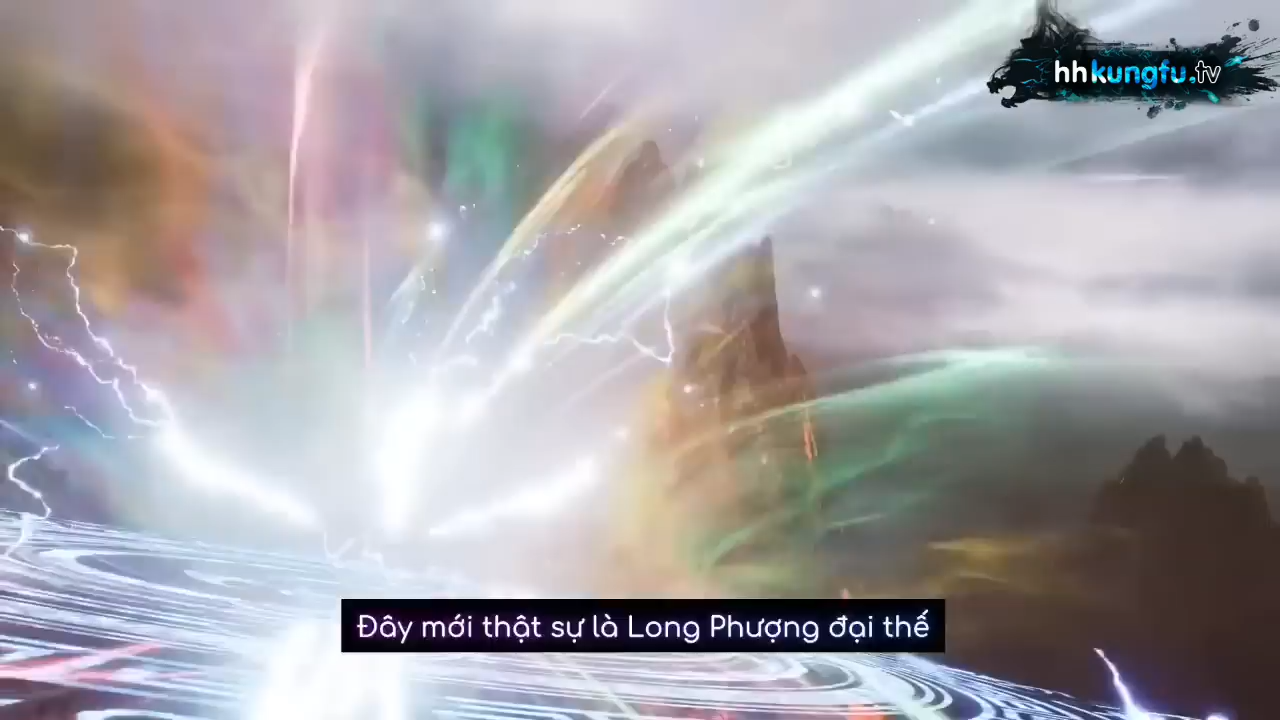 hhkungfu.tv
Đây mới thật sự là Long Phượng đại thế